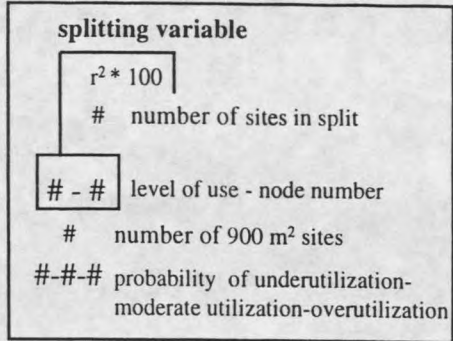 splitting variable
r² * 100
# number of sites in split
# - # level of use - node number
# number of 900 m² sites
#-#-# probability of underutilization-
moderate utilization-overutilization